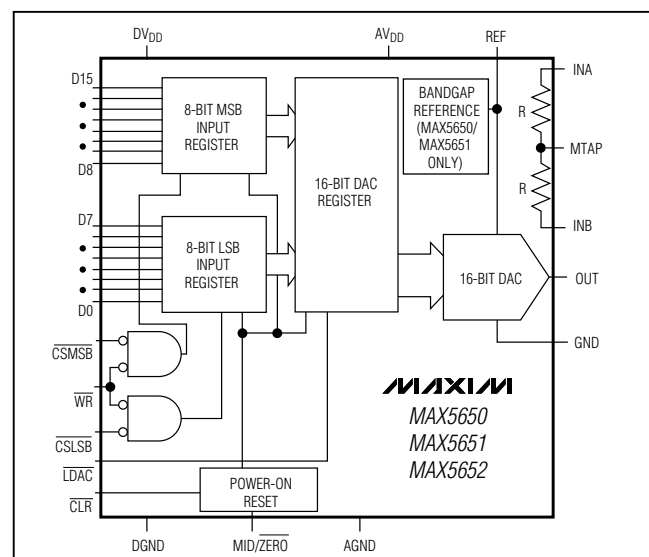 DVDD
AVDD
REF
D15
D8
D7
D0
CSMSB
WR
CSLSB
LDAC
CLR
8-BIT MSB
INPUT
REGISTER
8-BIT LSB
INPUT
REGISTER
16-BIT DAC
REGISTER
BANDGAP
REFERENCE
(MAX5650/
MAX5651
ONLY)
16-BIT DAC
R
R
INA
MTAP
INB
OUT
GND
MAXIM
MAX5650
MAX5651
MAX5652
POWER-ON
RESET
DGND
MID/ZERO
AGND